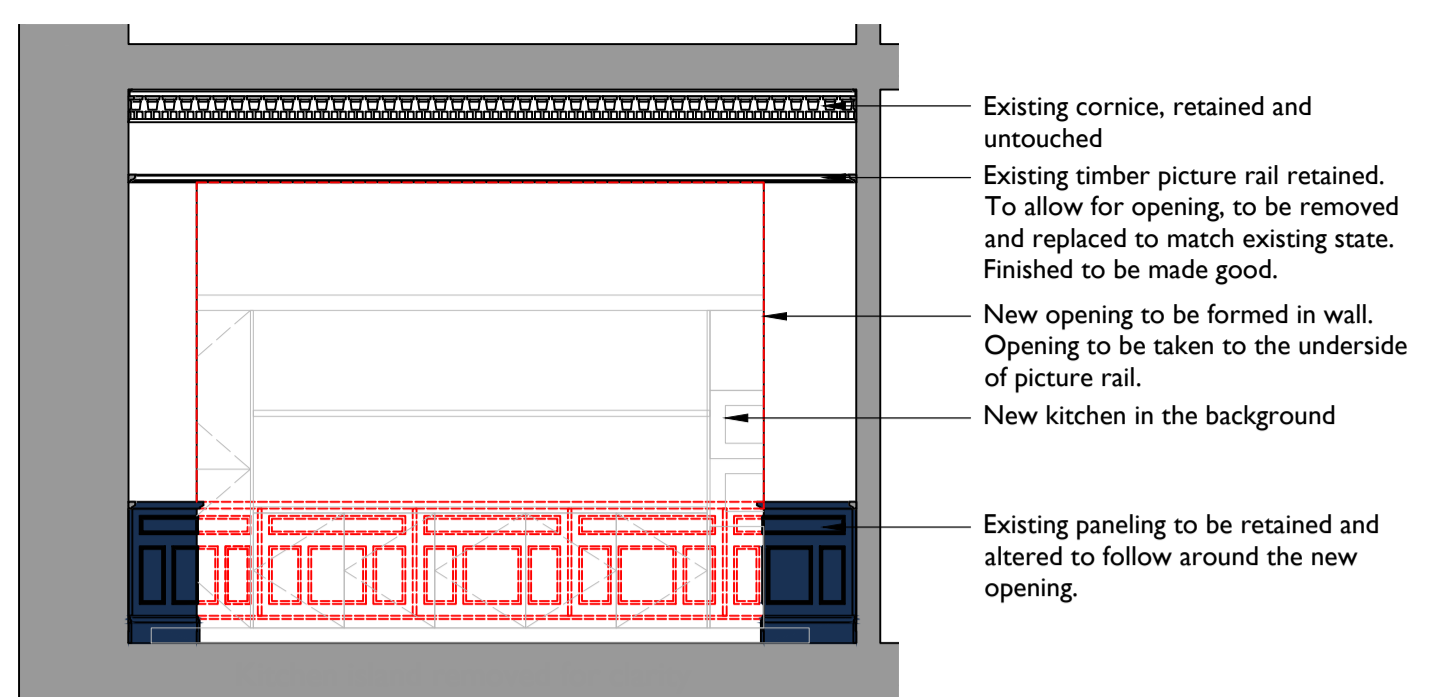 Existing cornice, retained and
untouched
Existing timber picture rail retained.
To allow for opening, to be removed
and replaced to match existing state.
Finished to be made good.
New opening to be formed in wall.
Opening to be taken to the underside
of picture rail.
New kitchen in the background
Existing paneling to be retained and
altered to follow around the new
opening.